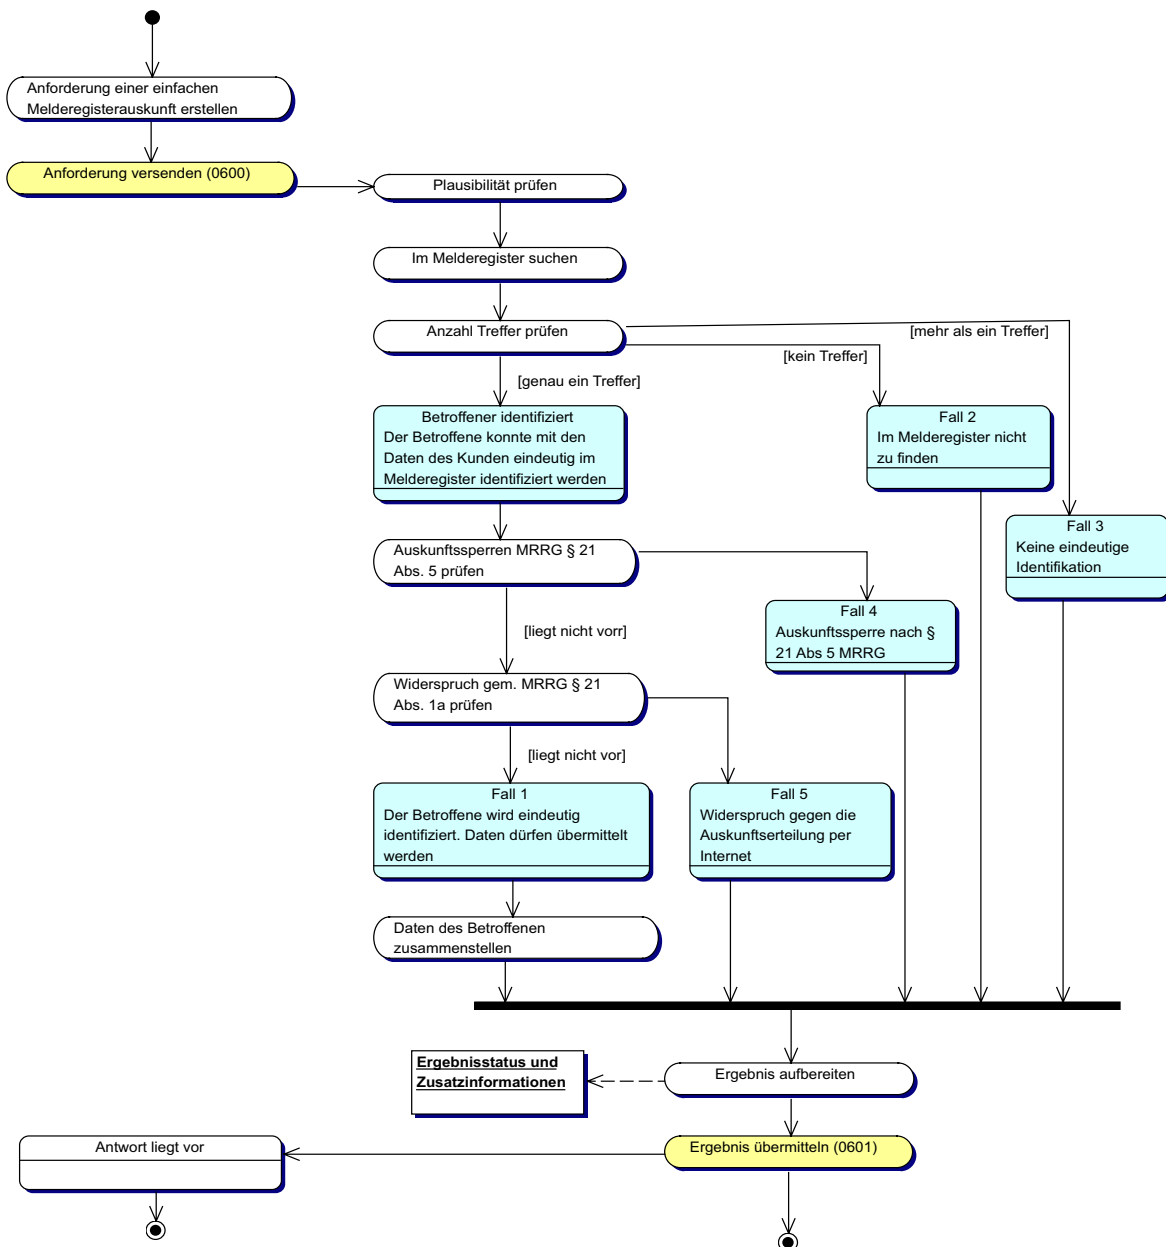 Anforderung einer einfachen
Melderegisterauskunft erstellen
Anforderung versenden (0600)
Plausibilität prüfen
Im Melderegister suchen
Anzahl Treffer prüfen
[mehr als ein Treffer]
[kein Treffer]
[genau ein Treffer]
Betroffener identifiziert
Der Betroffene konnte mit den
Daten des Kunden eindeutig im
Melderegister identifiziert werden
Fall 2
Im Melderegister nicht
zu finden
Fall 3
Keine eindeutige
Identifikation
Auskunftssperren MRRG § 21
Abs. 5 prüfen
Fall 4
Auskunftssperre nach §
21 Abs 5 MRRG
[liegt nicht vorr]
Widerspruch gem. MRRG § 21
Abs. 1a prüfen
[liegt nicht vor]
Fall 1
Der Betroffene wird eindeutig
identifiziert. Daten dürfen übermittelt
werden
Fall 5
Widerspruch gegen die
Auskunftserteilung per
Internet
Daten des Betroffenen
zusammenstellen
Ergebnisstatus und
Zusatzinformationen
Ergebnis aufbereiten
Antwort liegt vor
Ergebnis übermitteln (0601)